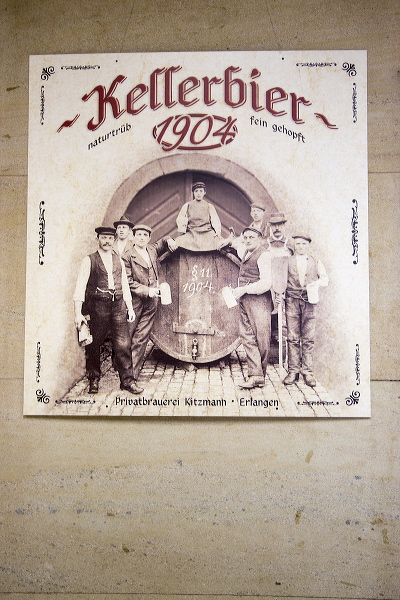 Kellerbier
1904
naturtrüb
fein gehopft
§ 11
1904
Privatbrauerei Kitzmann • Erlangen